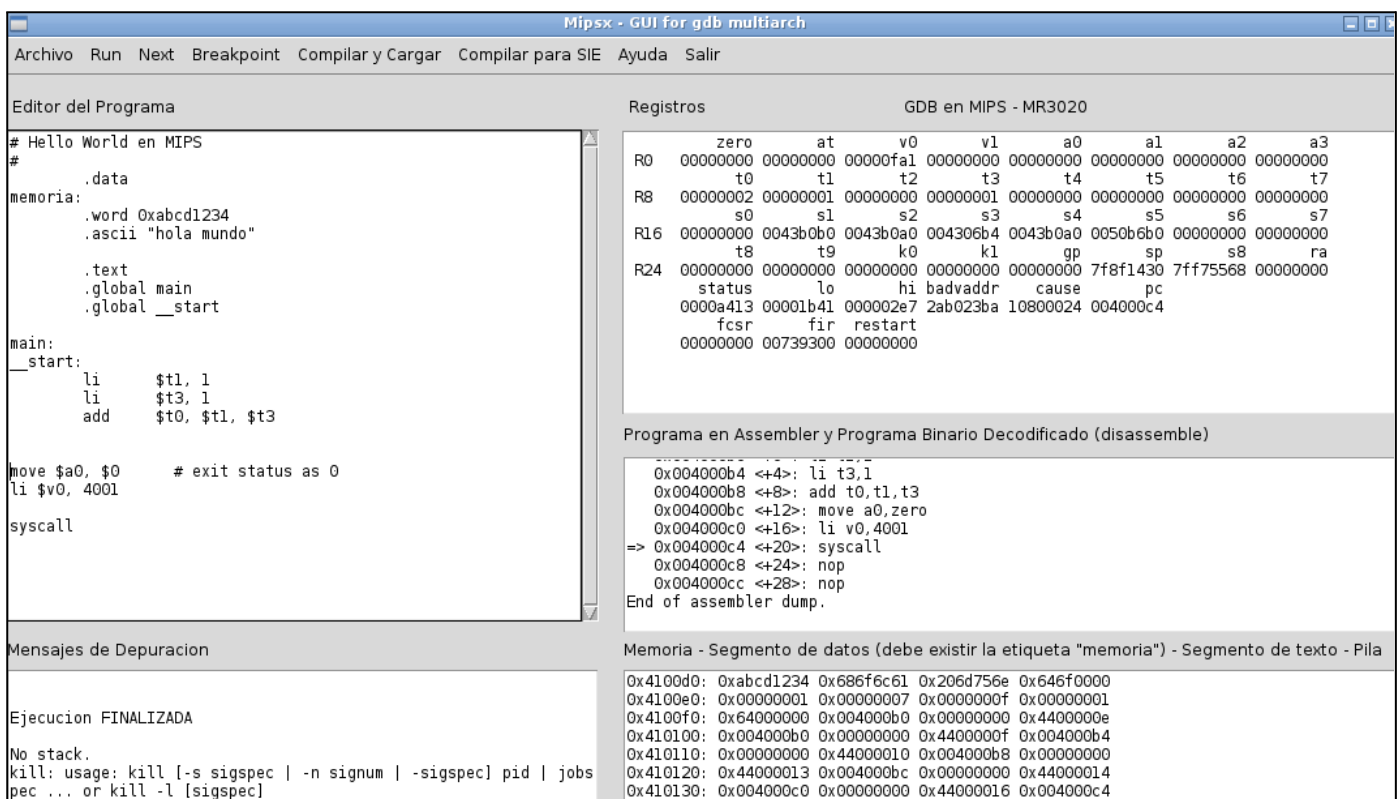 Mipsx - GUI for gdb multiarch
Archivo Run Next Breakpoint Compilar y Cargar Compilar para SIE Ayuda Salir
Editor del Programa
# Hello World en MIPS
#
.data
memoria:
.word 0xabcd1234
.ascii "hola mundo"
.text
.global main
.global __start
main:
__start:
li $t1, 1
li $t3, 1
add $t0, $t1, $t3
move $a0, $0 # exit status as 0
li $v0, 4001
syscall
Registros GDB en MIPS - MR3020
zero at v0 v1 a0 a1 a2 a3
R0 00000000 00000000 00000fa1 00000000 00000000 00000000 00000000 00000000
t0 t1 t2 t3 t4 t5 t6 t7
R8 00000002 00000001 00000000 00000001 00000000 00000000 00000000 00000000
s0 s1 s2 s3 s4 s5 s6 s7
R16 00000000 0043b0b0 0043b0a0 004306b4 0043b0a0 0050b6b0 00000000 00000000
t8 t9 k0 k1 gp sp s8 ra
R24 00000000 00000000 00000000 00000000 00000000 7f8f1430 7ff75568 00000000
status lo hi badvaddr cause pc
0000a413 00001b41 000002e7 2ab023ba 10800024 004000c4
fcsr fir restart
00000000 00739300 00000000
Programa en Assembler y Programa Binario Decodificado (disassemble)
0x004000b4 <+4>: li t3,1
0x004000b8 <+8>: add t0,t1,t3
0x004000bc <+12>: move a0,zero
0x004000c0 <+16>: li v0,4001
=> 0x004000c4 <+20>: syscall
0x004000c8 <+24>: nop
0x004000cc <+28>: nop
End of assembler dump.
Mensajes de Depuracion
Ejecucion FINALIZADA
No stack.
kill: usage: kill [-s sigspec | -n signum | -sigspec] pid | jobs
pec ... or kill -l [sigspec]
Memoria - Segmento de datos (debe existir la etiqueta "memoria") - Segmento de texto - Pila
0x4100d0: 0xabcd1234 0x686f6c61 0x206d756e 0x646f0000
0x4100e0: 0x00000001 0x00000007 0x0000000f 0x00000001
0x4100f0: 0x64000000 0x004000b0 0x00000000 0x4400000e
0x410100: 0x004000b0 0x00000000 0x4400000f 0x004000b4
0x410110: 0x00000000 0x44000010 0x004000b8 0x00000000
0x410120: 0x44000013 0x004000bc 0x00000000 0x44000014
0x410130: 0x004000c0 0x00000000 0x44000016 0x004000c4